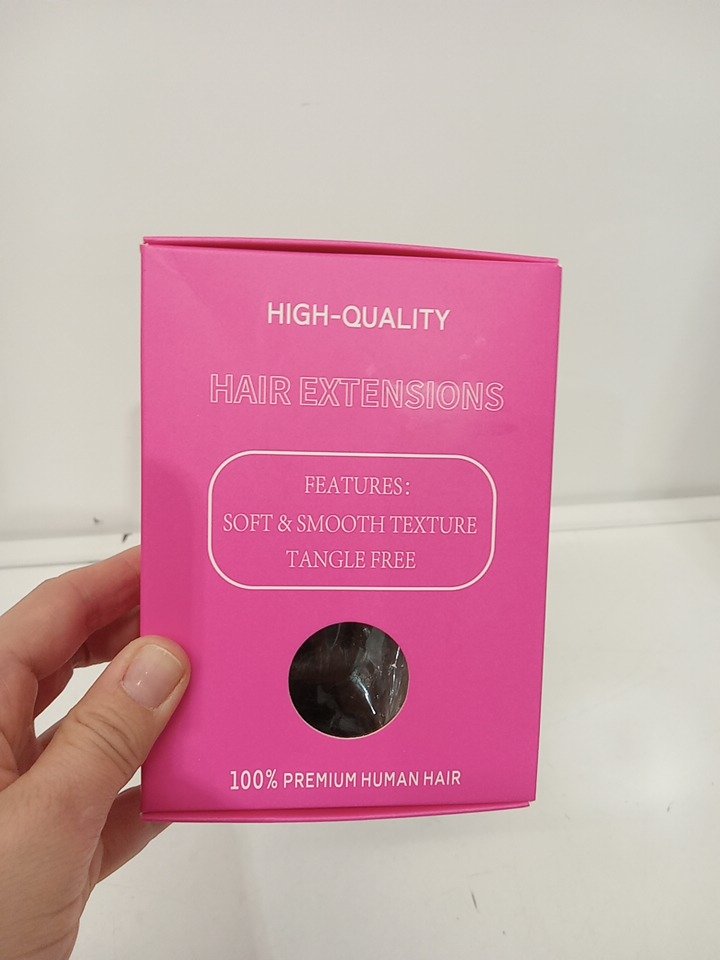 HIGH-QUALITY
HAIR EXTENSIONS
FEATURES:
SOFT & SMOOTH TEXTURE
TANGLE FREE
100% PREMIUM HUMAN HAIR